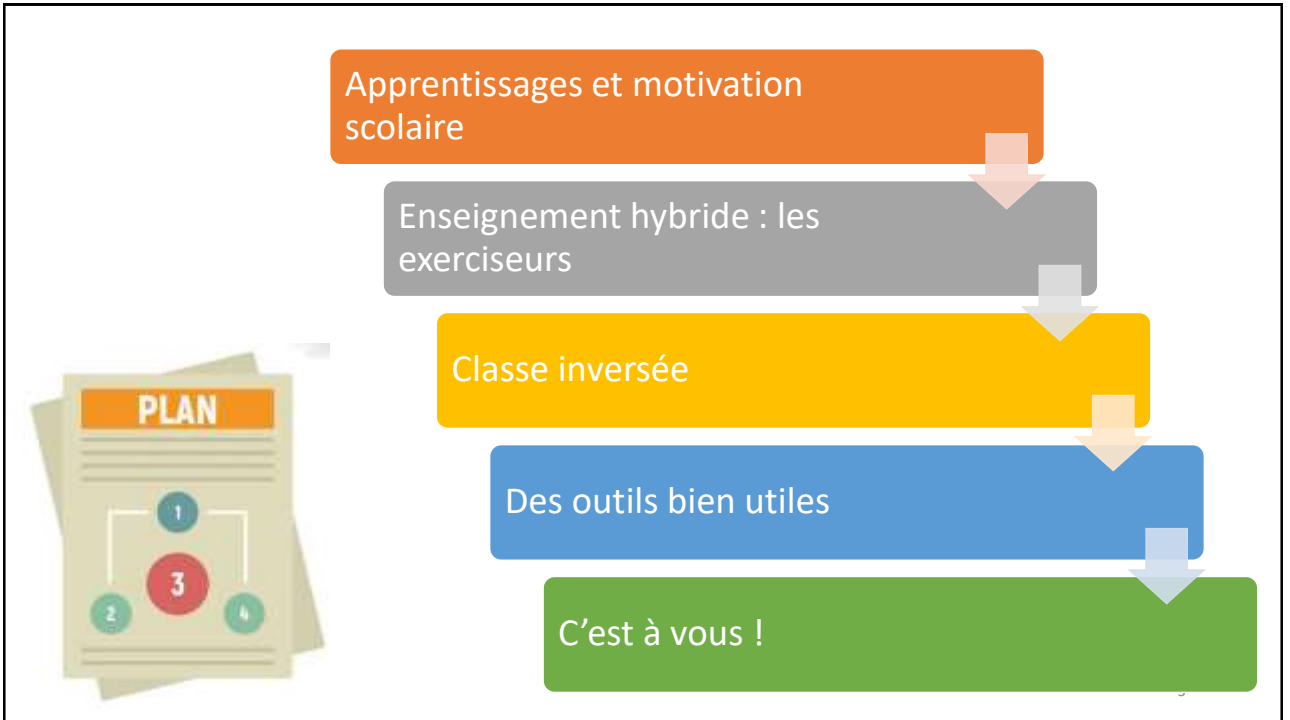 Apprentissages et motivation
scolaire
Enseignement hybride : les
exerciseurs
Classe inversée
PLAN
1
3
2
4
Des outils bien utiles
C’est à vous !